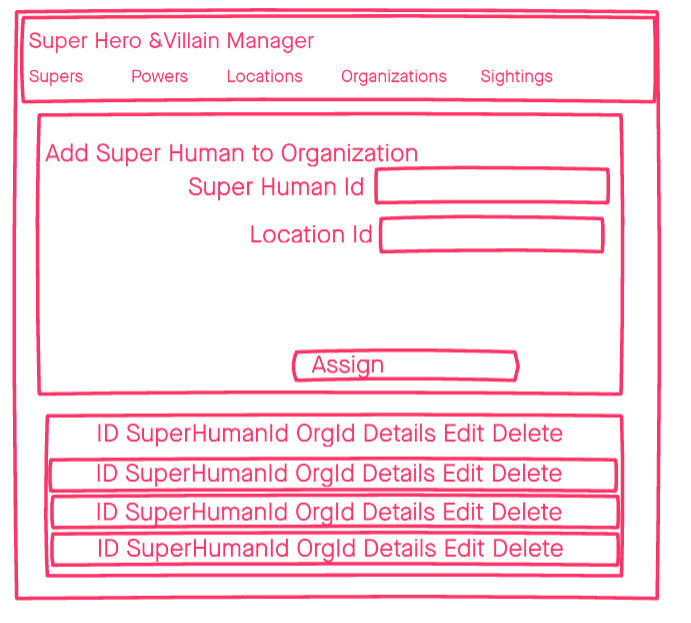 Super Hero &Villain Manager
Supers Powers Locations Organizations Sightings
Add Super Human to Organization
Super Human Id
Location Id
Assign
ID SuperHumanId OrgId Details Edit Delete
ID SuperHumanId OrgId Details Edit Delete
ID SuperHumanId OrgId Details Edit Delete
ID SuperHumanId OrgId Details Edit Delete